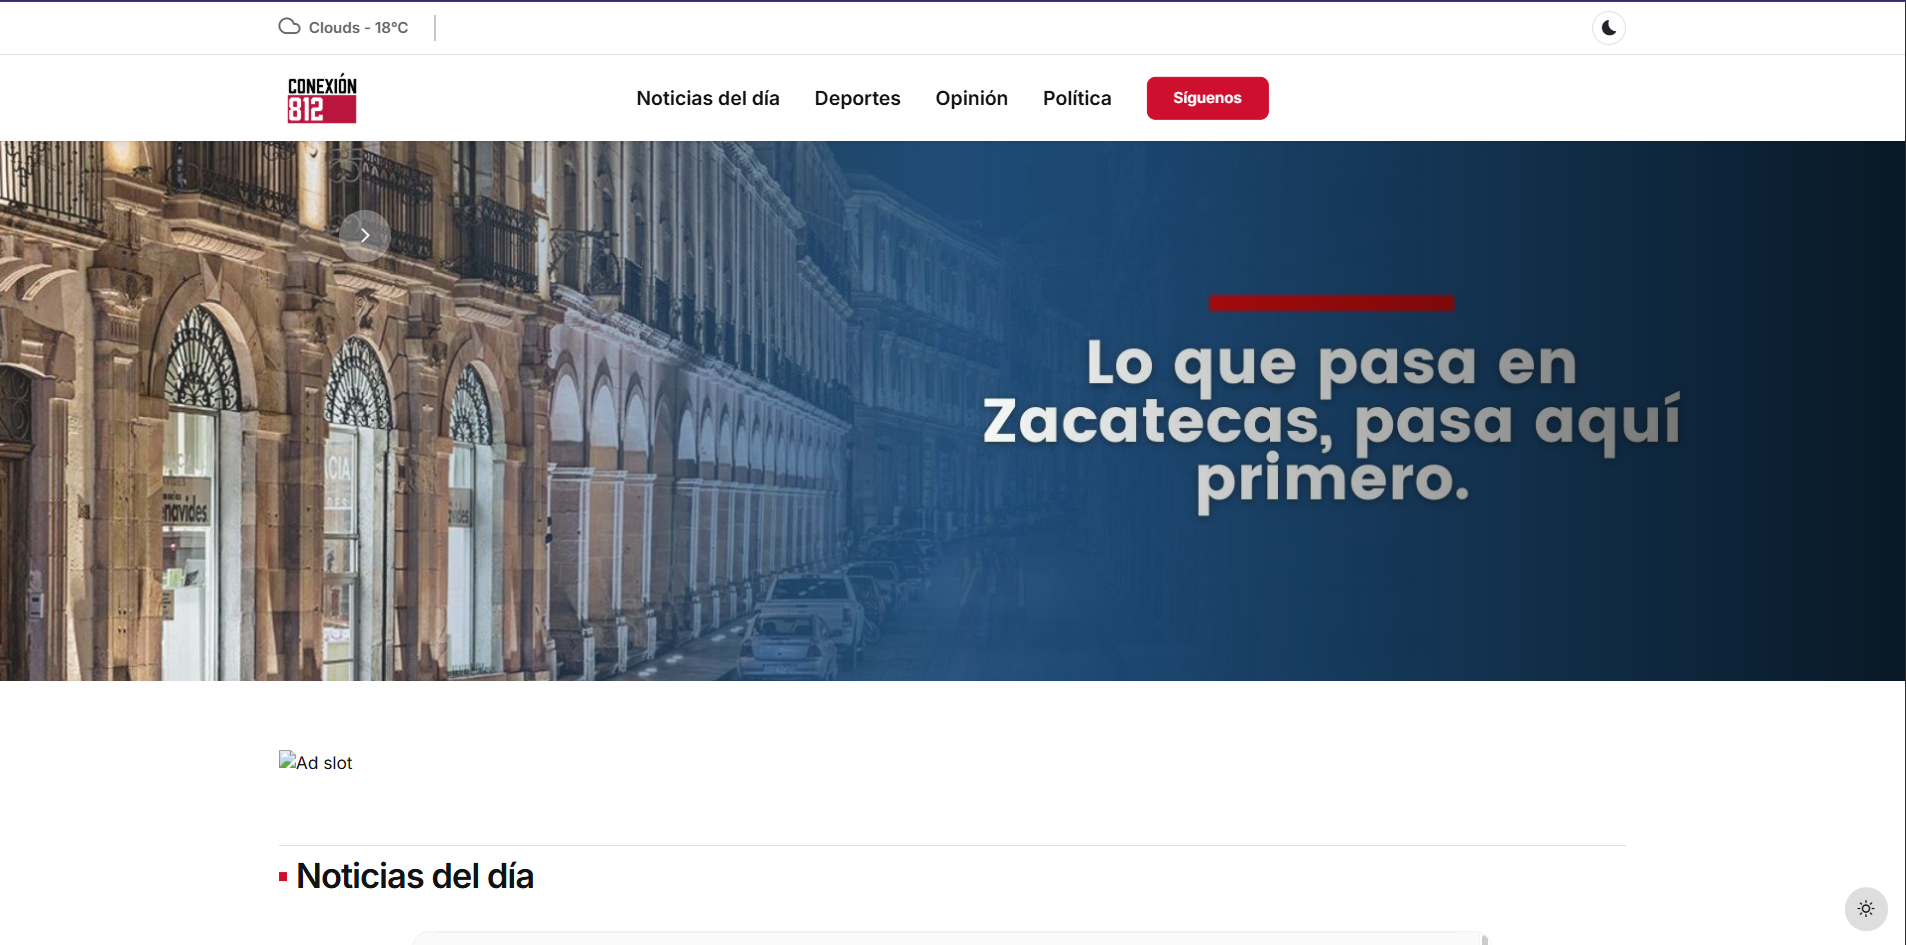 Clouds - 18°C
CONEXIÓN
812
Noticias del día
Deportes
Opinión
Política
Síguenos
Lo que pasa en
Zacatecas, pasa aquí
primero.
Ad slot
Noticias del día